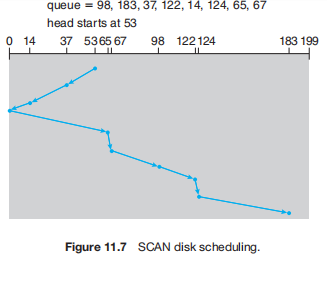 queue = 98, 183, 37, 122, 14, 124, 65, 67
head starts at 53
0 14 37 53 65 67 98 122 124 183 199
Figure 11.7 SCAN disk scheduling.